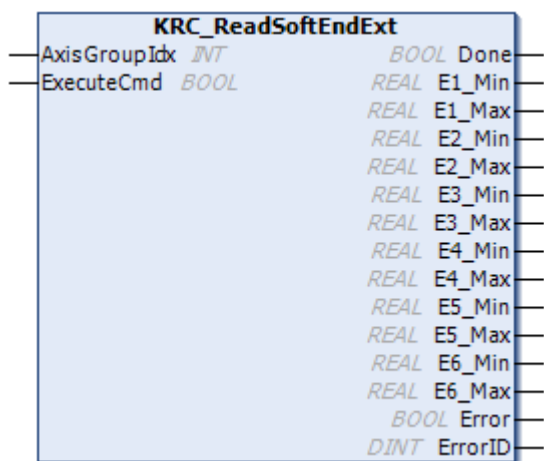 KRC_ReadSoftEndExt
AxisGroupIdx INT BOOL Done
ExecuteCmd BOOL REAL E1_Min
REAL E1_Max
REAL E2_Min
REAL E2_Max
REAL E3_Min
REAL E3_Max
REAL E4_Min
REAL E4_Max
REAL E5_Min
REAL E5_Max
REAL E6_Min
REAL E6_Max
BOOL Error
DINT ErrorID